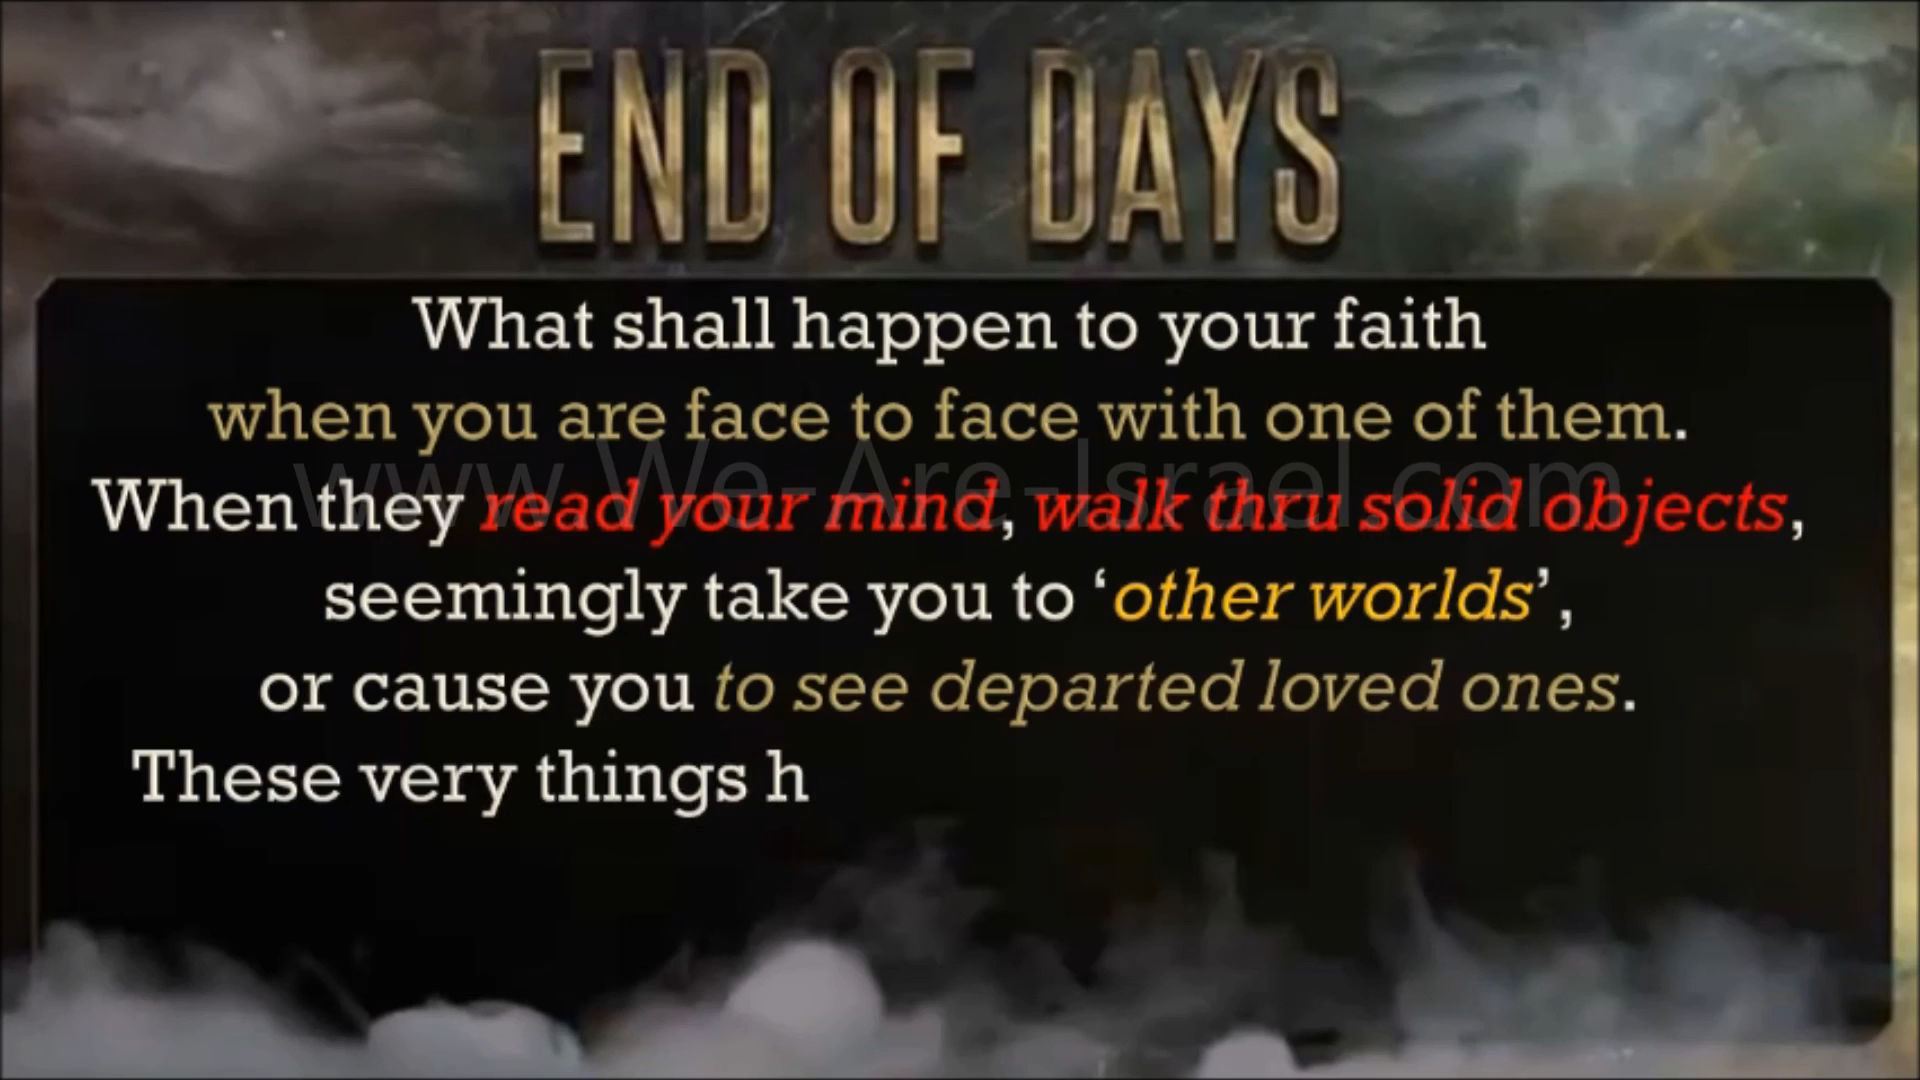 END OF DAYS
What shall happen to your faith
when you are face to face with one of them.
www.We-Are-Israel.com
When they read your mind, walk thru solid objects,
seemingly take you to ‘other worlds’,
or cause you to see departed loved ones.
These very things h